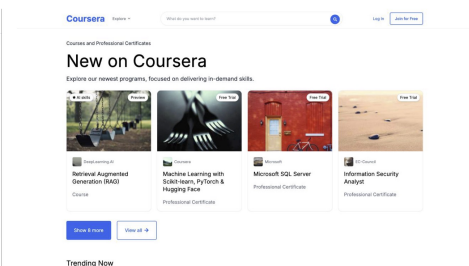 Coursera
Explore
What do you want to learn?
Log In
Join for Free
Courses and Professional Certificates
New on Coursera
Explore our newest programs, focused on delivering in-demand skills.
AI skills
Preview
Free Trial
Free Trial
Free Trial
DeepLearning.AI
Retrieval Augmented
Generation (RAG)
Course
Coursera
Machine Learning with
Scikit-learn, PyTorch &
Hugging Face
Professional Certificate
Microsoft
Microsoft SQL Server
Professional Certificate
EC-Council
Information Security
Analyst
Professional Certificate
Show 8 more
View all →
Trending Now